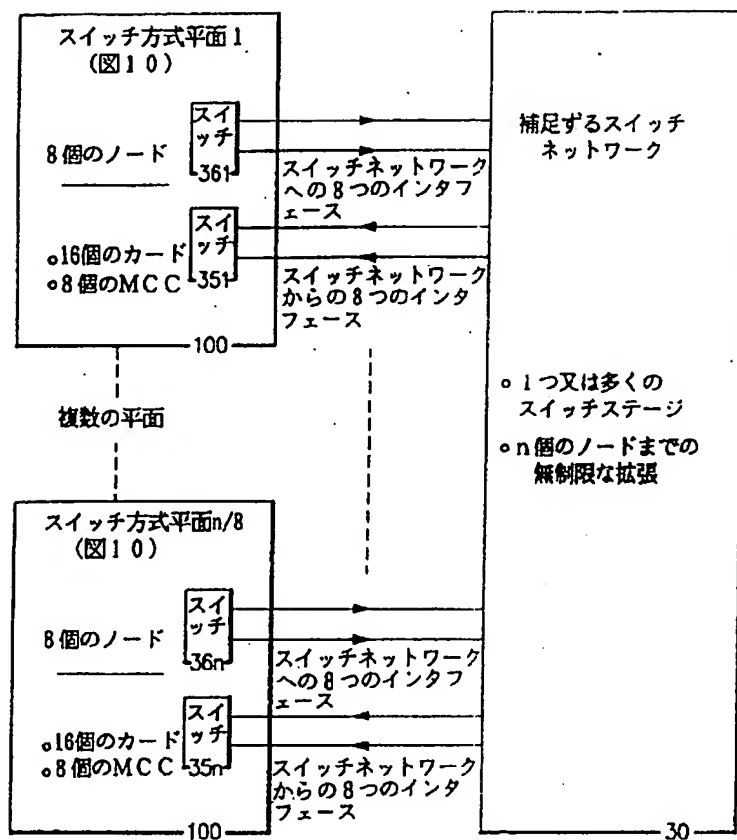 スイッチ方式平面1
(図10)
スイッチ
361
8個のノード
スイッチネットワーク
への8つのインタフ
ェース
スイッチ
351
○16個のカード
○8個のMCC
スイッチネットワーク
からの8つのインタ
フェース
100
補足ずるスイッチ
ネットワーク
複数の平面
○1つ又は多くの
スイッチステージ
○n個のノードまでの
無制限な拡張
スイッチ方式平面n/8
(図10)
スイッチ
36n
8個のノード
スイッチネットワーク
への8つのインタフ
ェース
スイッチ
35n
○16個のカード
○8個のMCC
スイッチネットワーク
からの8つのインタ
フェース
100
30